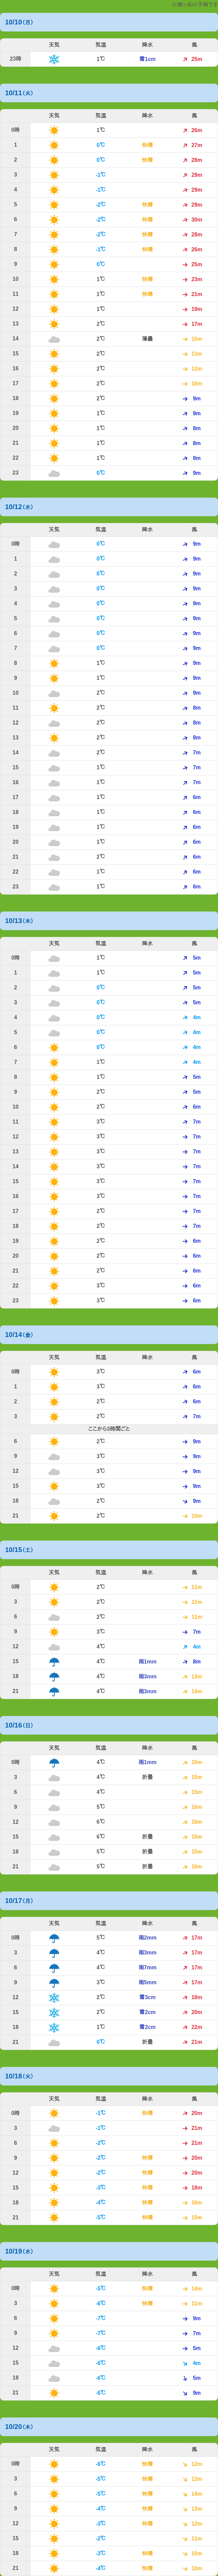 の予報です
10/10(月)
天気 気温 降水 風
23時 1℃ 雪1cm 25m
10/11(火)
天気 気温 降水 風
0時 1℃ 26m
1 0℃ 快晴 27m
2 0℃ 快晴 28m
3 -1℃ 29m
4 -1℃ 29m
5 -2℃ 快晴 29m
6 -2℃ 快晴 30m
7 -2℃ 快晴 28m
8 -1℃ 快晴 26m
9 0℃ 25m
10 1℃ 快晴 23m
11 1℃ 快晴 21m
12 1℃ 19m
13 2℃ 17m
14 2℃ 薄曇 15m
15 2℃ 13m
16 2℃ 12m
17 2℃ 10m
18 2℃ 9m
19 1℃ 9m
20 1℃ 8m
21 1℃ 8m
22 1℃ 8m
23 0℃ 9m
10/12(水)
天気 気温 降水 風
0時 0℃ 9m
1 0℃ 9m
2 0℃ 9m
3 0℃ 9m
4 0℃ 9m
5 0℃ 9m
6 0℃ 9m
7 0℃ 9m
8 1℃ 9m
9 1℃ 9m
10 2℃ 9m
11 2℃ 8m
12 2℃ 8m
13 2℃ 8m
14 2℃ 7m
15 1℃ 7m
16 1℃ 7m
17 1℃ 6m
18 1℃ 6m
19 1℃ 6m
20 1℃ 6m
21 2℃ 6m
22 1℃ 6m
23 1℃ 6m
10/13(木)
天気 気温 降水 風
0時 1℃ 5m
1 1℃ 5m
2 0℃ 5m
3 0℃ 5m
4 0℃ 4m
5 0℃ 4m
6 0℃ 4m
7 1℃ 4m
8 1℃ 5m
9 2℃ 5m
10 2℃ 6m
11 3℃ 7m
12 3℃ 7m
13 3℃ 7m
14 3℃ 7m
15 3℃ 7m
16 3℃ 7m
17 2℃ 7m
18 2℃ 7m
19 2℃ 6m
20 2℃ 6m
21 2℃ 6m
22 3℃ 6m
23 3℃ 6m
10/14(金)
天気 気温 降水 風
0時 3℃ 6m
1 3℃ 6m
2 2℃ 6m
3 2℃ 7m
ここから3時間ごと
6 2℃ 9m
9 3℃ 9m
12 3℃ 9m
15 3℃ 9m
18 2℃ 9m
21 2℃ 10m
10/15(土)
天気 気温 降水 風
0時 2℃ 11m
3 2℃ 11m
6 2℃ 11m
9 3℃ 7m
12 4℃ 4m
15 4℃ 雨1mm 8m
18 4℃ 雨3mm 13m
21 4℃ 雨3mm 14m
10/16(日)
天気 気温 降水 風
0時 4℃ 雨1mm 15m
3 4℃ 折曇 15m
6 4℃ 15m
9 5℃ 16m
12 6℃ 16m
15 6℃ 折曇 15m
18 5℃ 折曇 15m
21 5℃ 折曇 16m
10/17(月)
天気 気温 降水 風
0時 5℃ 雨2mm 17m
3 4℃ 雨3mm 17m
6 4℃ 雨7mm 17m
9 3℃ 雨5mm 17m
12 2℃ 雪3cm 18m
15 2℃ 雪2cm 20m
18 1℃ 雪2cm 22m
21 0℃ 折曇 21m
10/18(火)
天気 気温 降水 風
0時 -1℃ 快晴 20m
3 -1℃ 21m
6 -2℃ 21m
9 -2℃ 快晴 20m
12 -2℃ 快晴 20m
15 -3℃ 快晴 18m
18 -4℃ 快晴 16m
21 -5℃ 快晴 15m
10/19(水)
天気 気温 降水 風
0時 -5℃ 快晴 14m
3 -6℃ 快晴 11m
6 -7℃ 9m
9 -7℃ 7m
12 -6℃ 5m
15 -6℃ 4m
18 -6℃ 5m
21 -6℃ 9m
10/20(木)
天気 気温 降水 風
0時 -6℃ 快晴 12m
3 -5℃ 快晴 13m
6 -5℃ 快晴 14m
9 -4℃ 快晴 13m
12 -3℃ 快晴 12m
15 -2℃ 11m
18 -3℃ 快晴 10m
21 -4℃ 快晴 10m